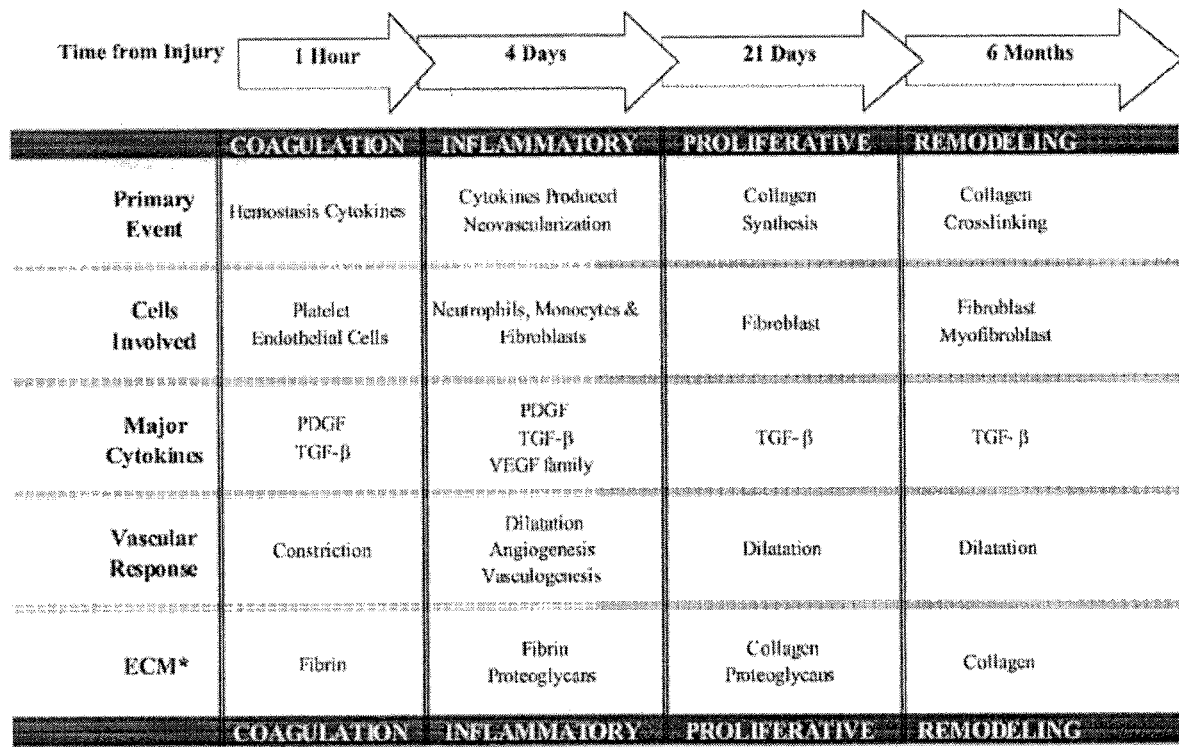 Time from Injury 1 Hour 4 Days 21 Days 6 Months
COAGULATION INFLAMMATORY PROLIFERATIVE REMODELING
Primary
Event
Hemostasis Cytokines
Cytokines Produced
Neovascularization
Collagen
Synthesis
Collagen
Crosslinking
Cells
Involved
Platelet
Endothelial Cells
Neutrophils, Monocytes &
Fibroblasts
Fibroblast
Fibroblast
Myofibroblast
Major
Cytokines
PDGF
TGF-β
PDGF
TGF-β
VEGF family
TGF- β
TGF- β
Vascular
Response
Constriction
Dilatation
Angiogenesis
Vasculogenesis
Dilatation
Dilatation
ECM*
Fibrin
Fibrin
Proteoglycans
Collagen
Proteoglycans
Collagen
COAGULATION INFLAMMATORY PROLIFERATIVE REMODELING